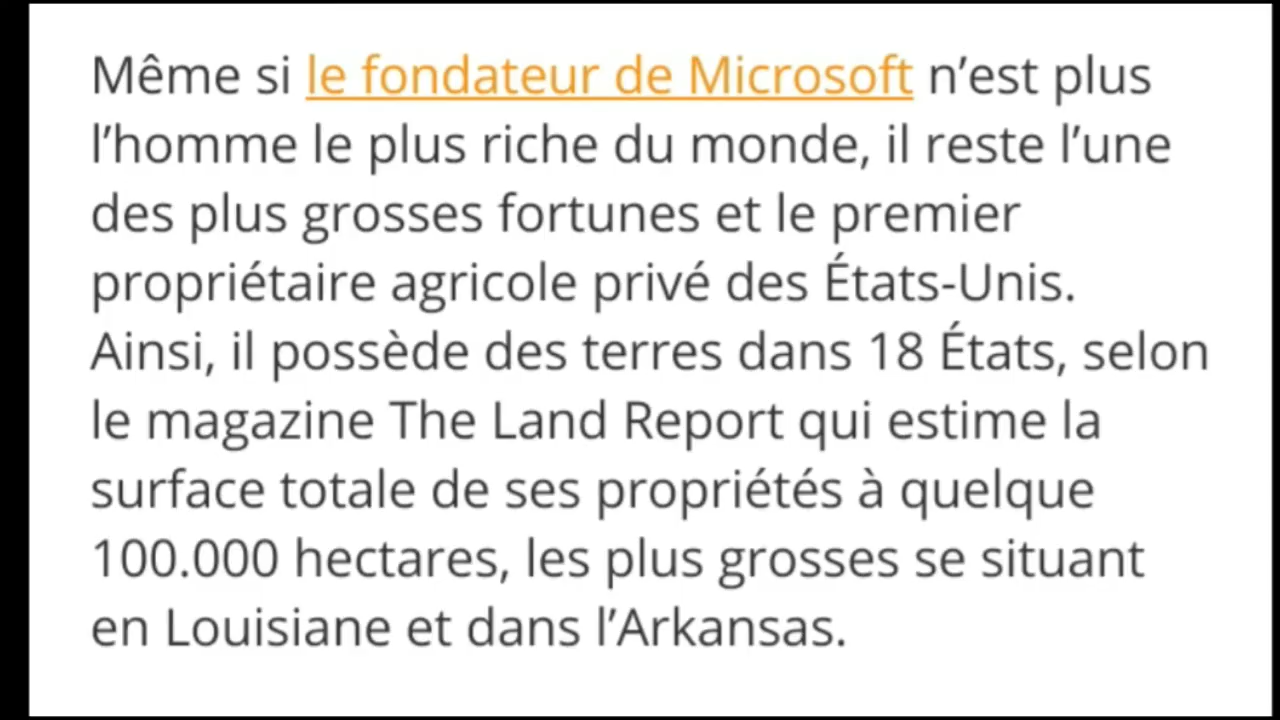 Même si le fondateur de Microsoft n’est plus
l’homme le plus riche du monde, il reste l’une
des plus grosses fortunes et le premier
propriétaire agricole privé des États-Unis.
Ainsi, il possède des terres dans 18 États, selon
le magazine The Land Report qui estime la
surface totale de ses propriétés à quelque
100.000 hectares, les plus grosses se situant
en Louisiane et dans l’Arkansas.